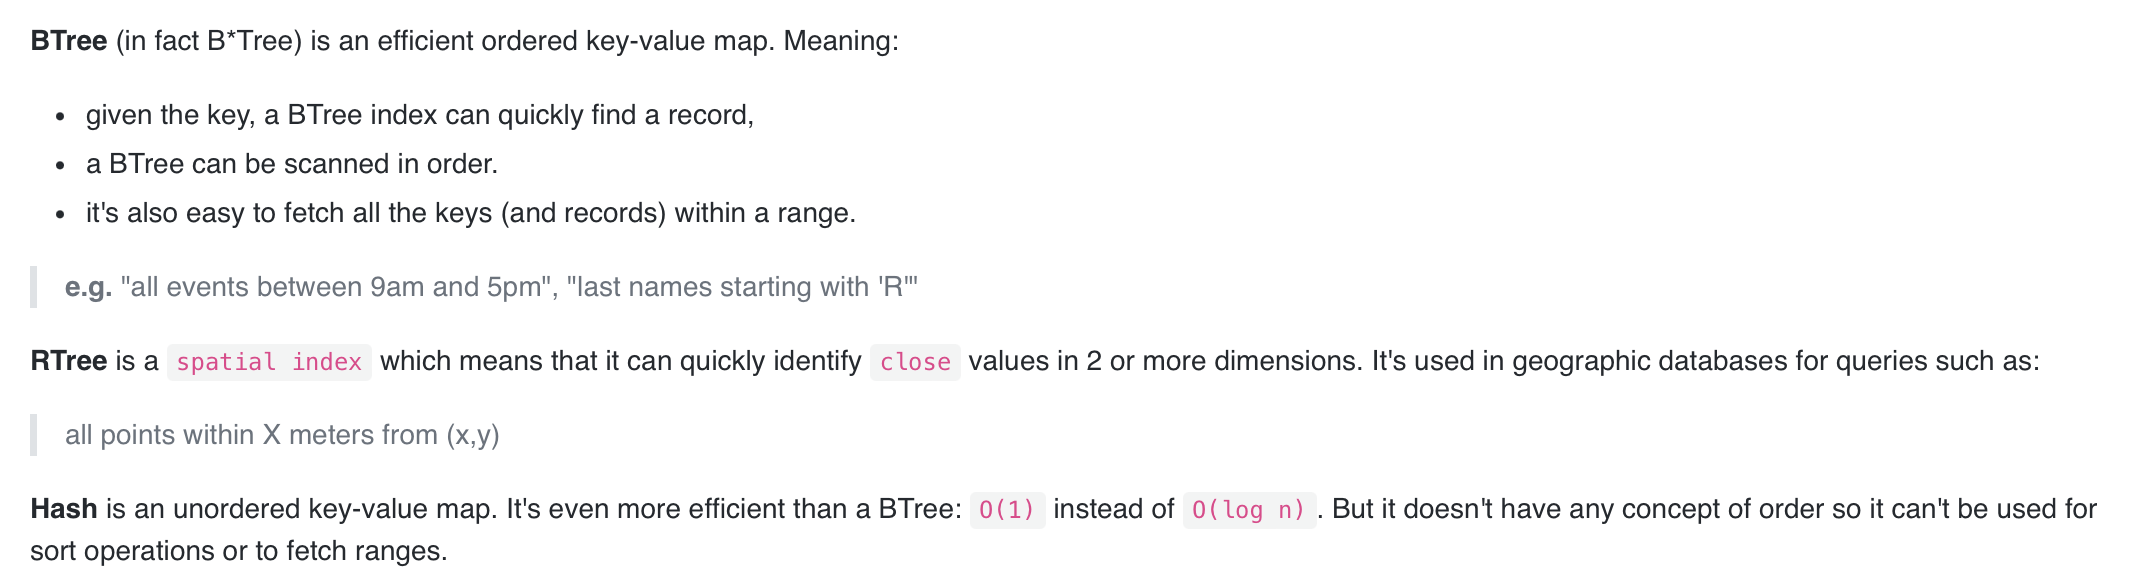 BTree (in fact B*Tree) is an efficient ordered key-value map. Meaning:
• given the key, a BTree index can quickly find a record,
• a BTree can be scanned in order.
• it's also easy to fetch all the keys (and records) within a range.
e.g. "all events between 9am and 5pm", "last names starting with 'R'"
RTree is a spatial index which means that it can quickly identify close values in 2 or more dimensions. It's used in geographic databases for queries such as:
all points within X meters from (x,y)
Hash is an unordered key-value map. It's even more efficient than a BTree: O(1) instead of O(log n) . But it doesn't have any concept of order so it can't be used for
sort operations or to fetch ranges.